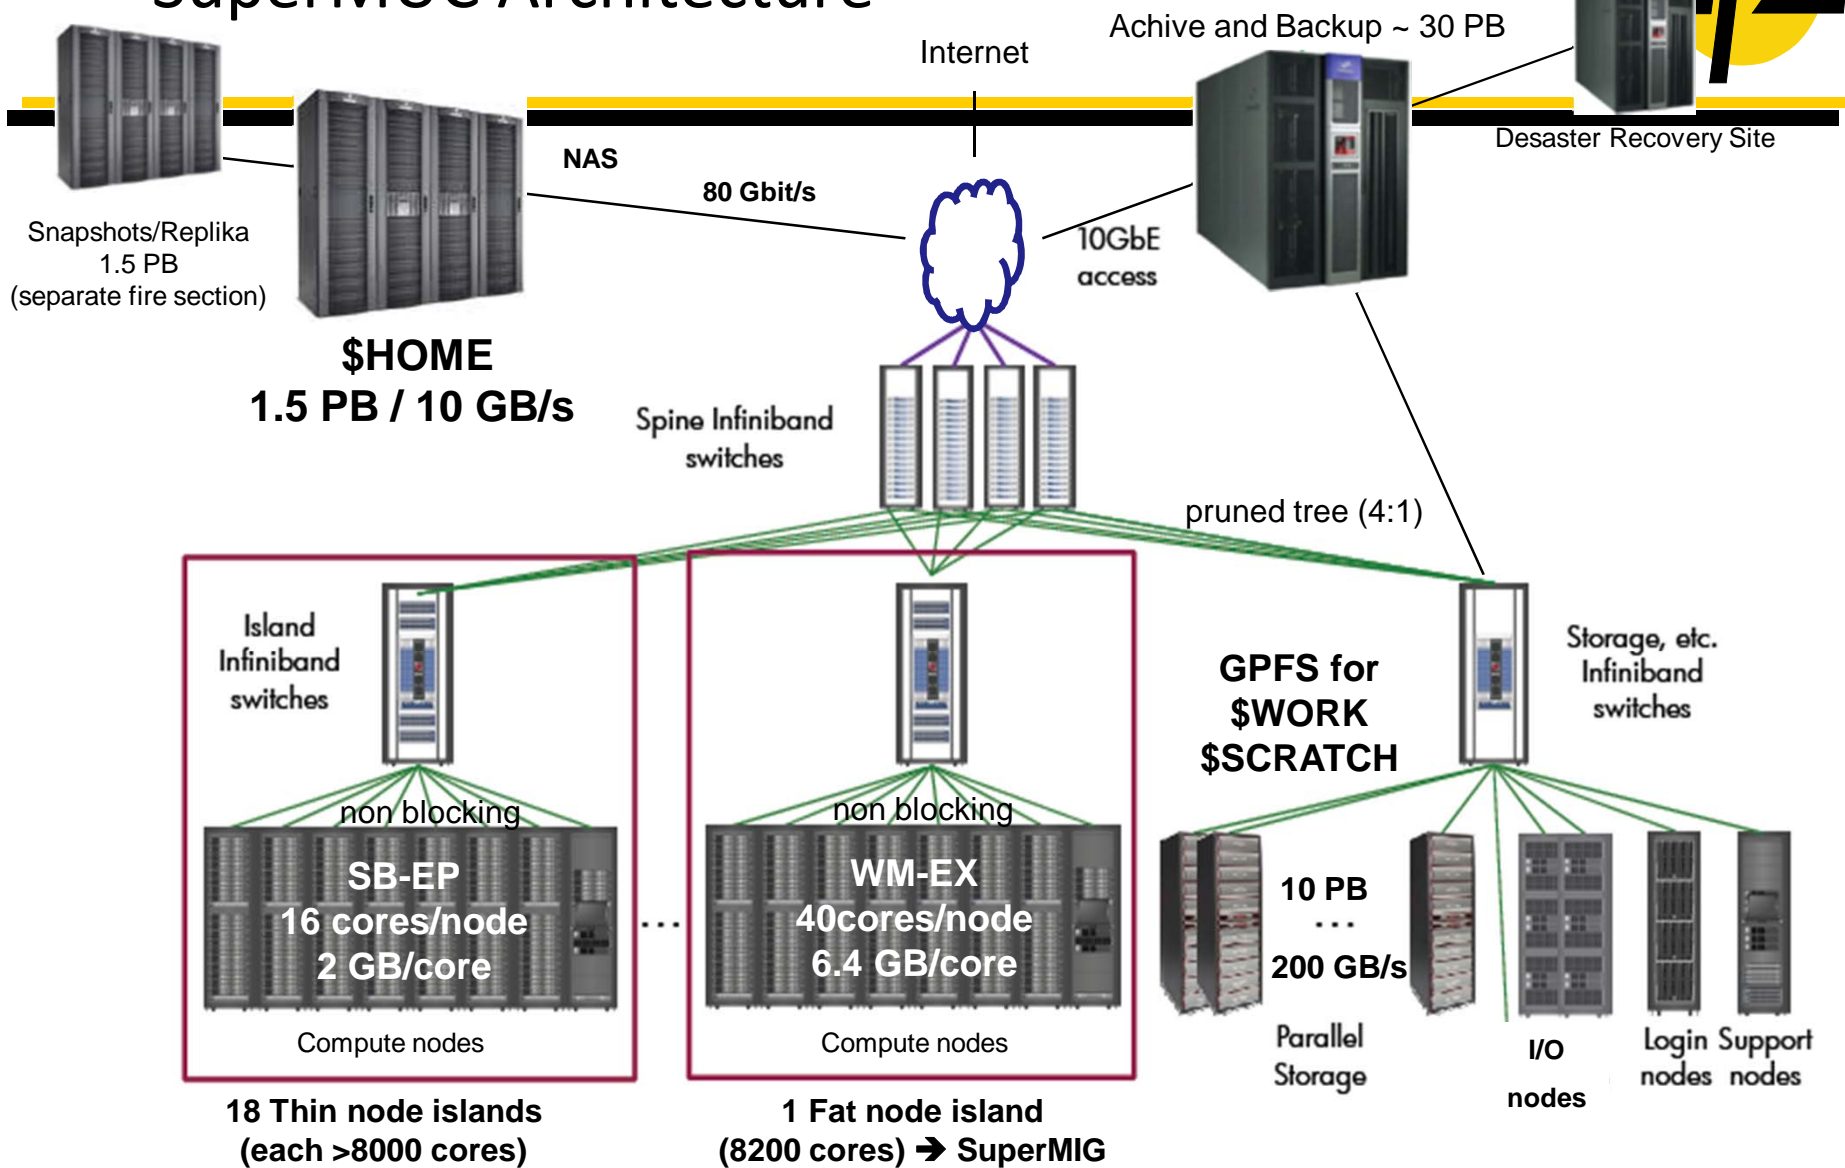 SuperMUC Architecture
Internet
Achive and Backup ~ 30 PB
Desaster Recovery Site
NAS
80 Gbit/s
Snapshots/Replika
1.5 PB
(separate fire section)
10GbE
access
$HOME
1.5 PB / 10 GB/s
Spine Infiniband
switches
pruned tree (4:1)
Island
Infiniband
switches
GPFS for
$WORK
$SCRATCH
Storage, etc.
Infiniband
switches
non blocking
SB-EP
16 cores/node
2 GB/core
Compute nodes
...
non blocking
WM-EX
40cores/node
6.4 GB/core
Compute nodes
10 PB
...
200 GB/s
Parallel
Storage
I/O
nodes
Login
nodes
Support
nodes
18 Thin node islands
(each >8000 cores)
1 Fat node island
(8200 cores) ➔ SuperMIG